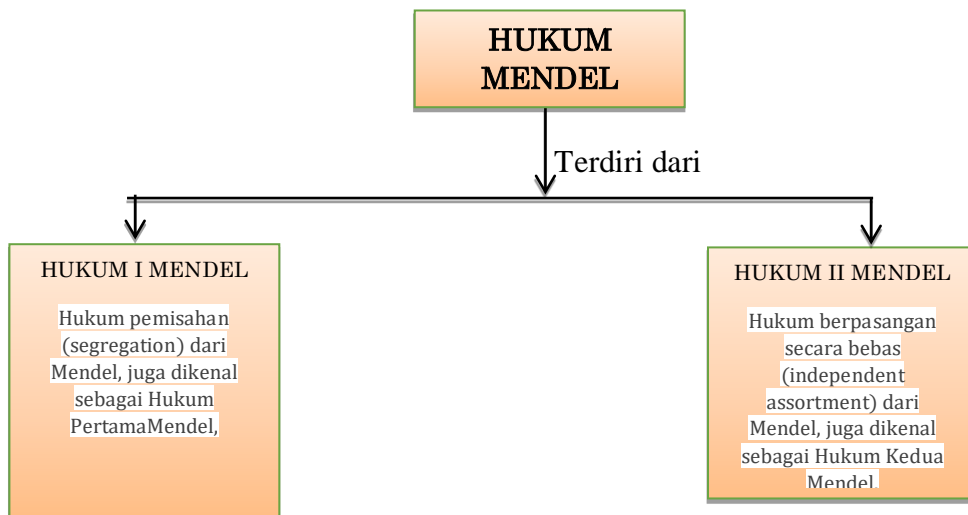 HUKUM
MENDEL
Terdiri dari
HUKUM I MENDEL
Hukum pemisahan
(segregation) dari
Mendel, juga dikenal
sebagai Hukum
PertamaMendel,
HUKUM II MENDEL
Hukum berpasangan
secara bebas
(independent
assortment) dari
Mendel, juga dikenal
sebagai Hukum Kedua
Mendel.